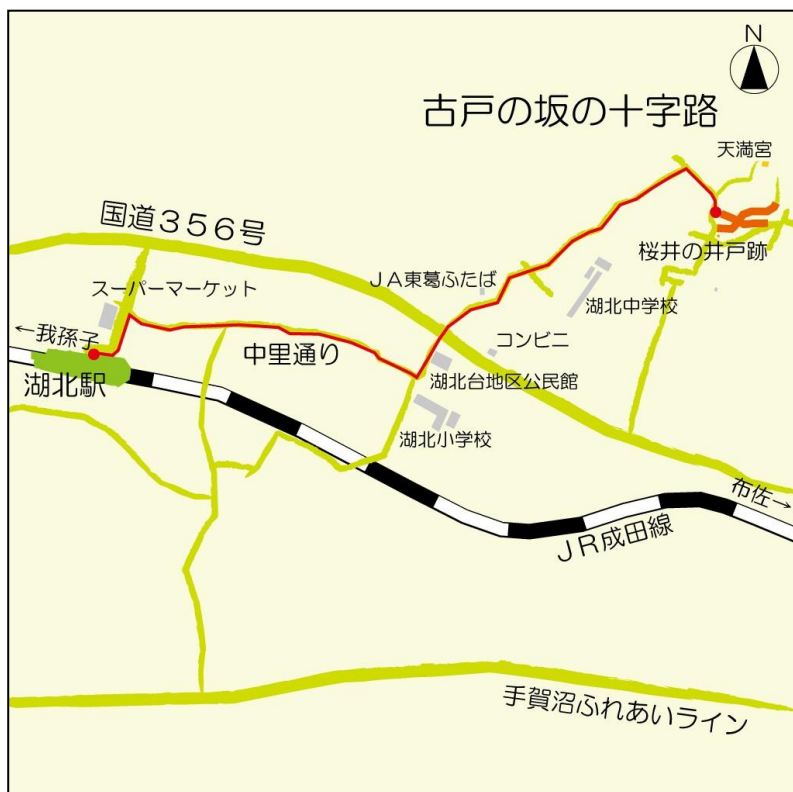 N
古戸の坂の十字路
天満宮
国道３５６号
桜井の井戸跡
スーパーマーケット
ＪＡ東葛ふたば
湖北中学校
←我孫子
コンビニ
中里通り
湖北駅
湖北台地区公民館
湖北小学校
布佐→
ＪＲ成田線
手賀沼ふれあいライン